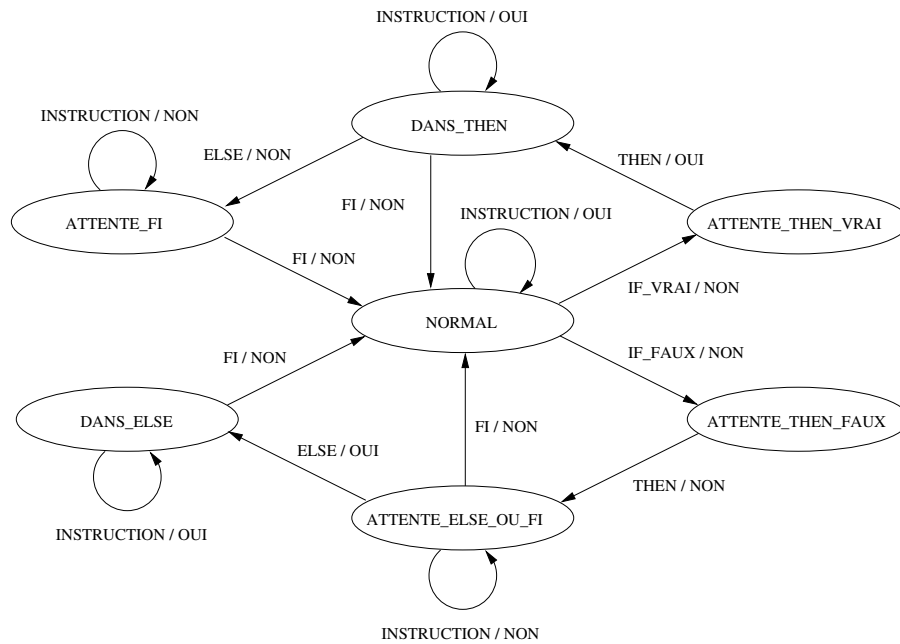 INSTRUCTION / OUI
DANS_THEN
INSTRUCTION / NON
ELSE / NON
THEN / OUI
FI / NON
INSTRUCTION / OUI
ATTENTE_FI
ATTENTE_THEN_VRAI
FI / NON
IF_VRAI / NON
NORMAL
FI / NON
IF_FAUX / NON
DANS_ELSE
ATTENTE_THEN_FAUX
FI / NON
ELSE / OUI
THEN / NON
ATTENTE_ELSE_OU_FI
INSTRUCTION / OUI
INSTRUCTION / NON